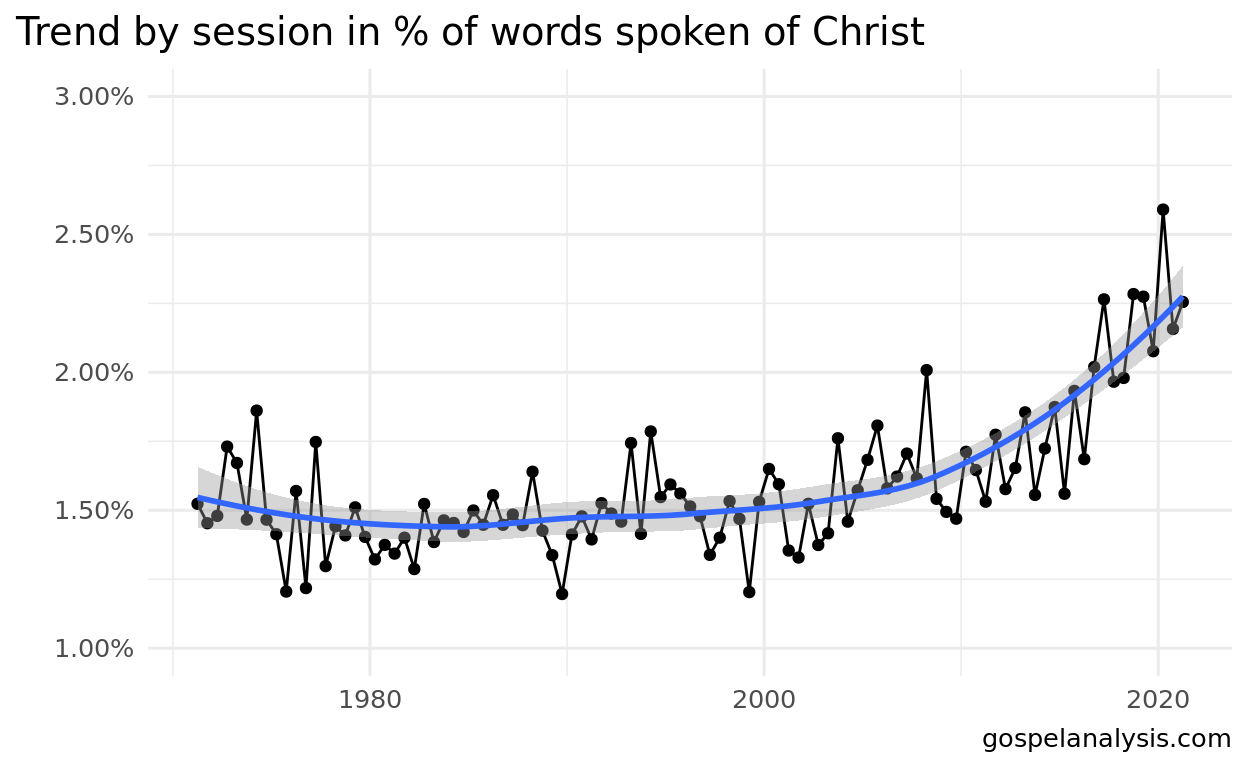 Trend by session in % of words spoken of Christ
3.00%
2.50%
2.00%
1.50%
1.00%
1980 2000 2020
gospelanalysis.com